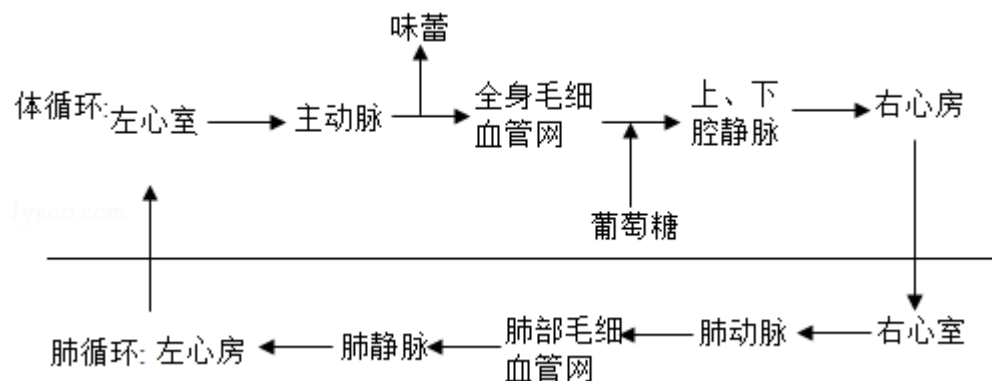 味蕾
体循环: 左心室 主动脉 全身毛细血管网 上、下腔静脉 右心房
葡萄糖
Jyeoo.com
肺循环: 左心房 肺静脉 肺部毛细血管网 肺动脉 右心室